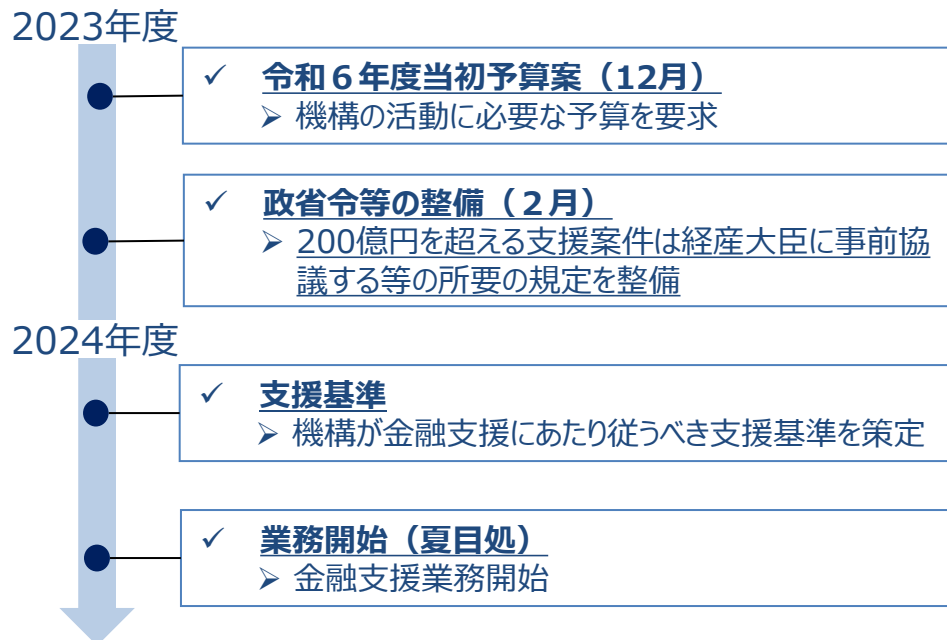 2023年度
✓ 令和６年度当初予算案（12月）
➢ 機構の活動に必要な予算を要求
✓ 政省令等の整備（２月）
➢ 200億円を超える支援案件は経産大臣に事前協
議する等の所要の規定を整備
2024年度
✓ 支援基準
➢ 機構が金融支援にあたり従うべき支援基準を策定
✓ 業務開始（夏目処）
➢ 金融支援業務開始